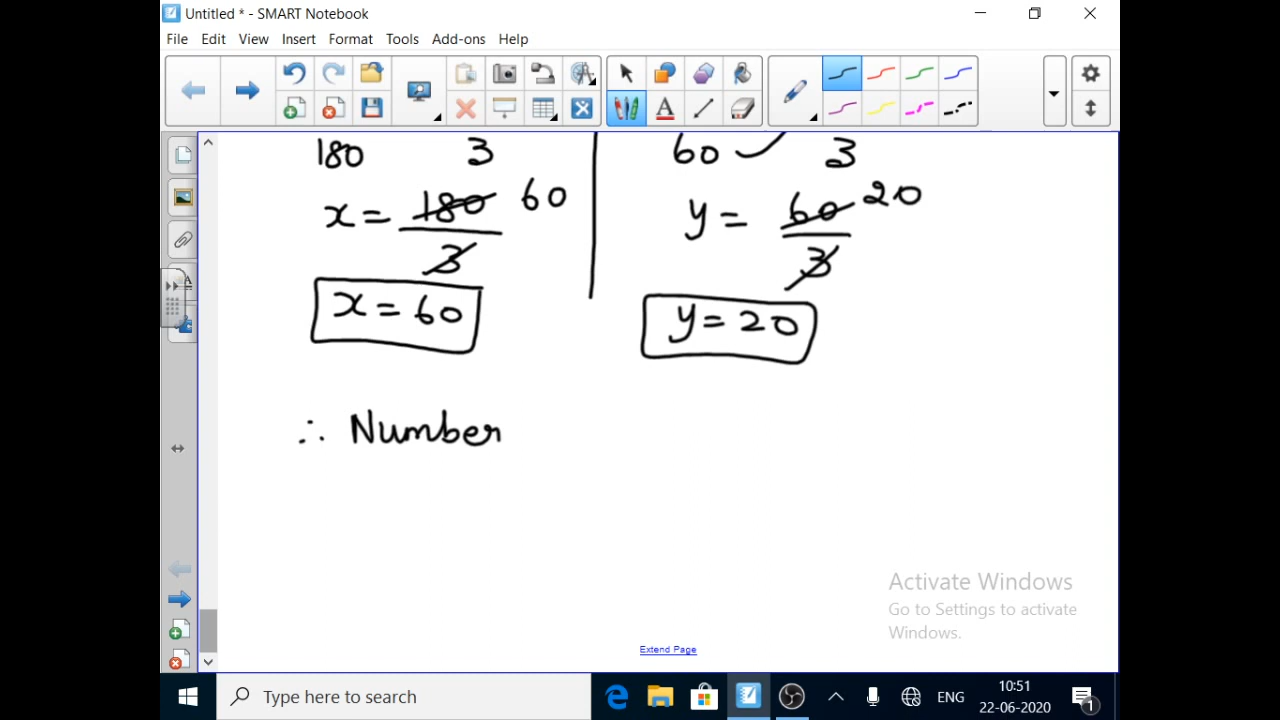 Untitled * - SMART Notebook
File Edit View Insert Format Tools Add-ons Help
180 3 60 3
x = 180/3 60 y = 60/3 20
x = 60 y = 20
∴ Number
Activate Windows
Go to Settings to activate
Windows.
Extend Page
Type here to search
ENG
10:51
22-06-2020
1